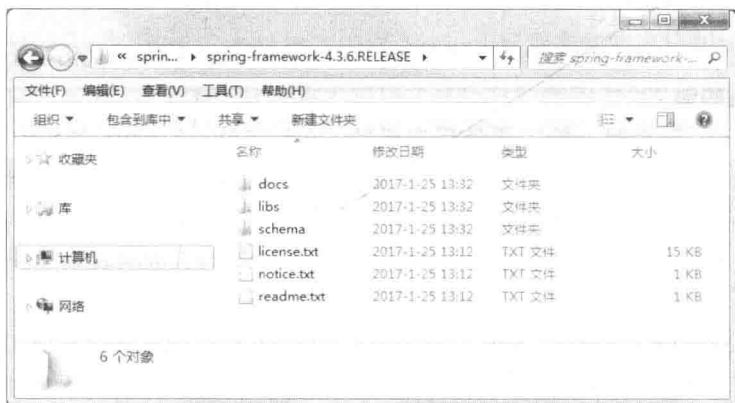 « sprin... ▸ spring-framework-4.3.6.RELEASE ▸ 搜索 spring-framework-...
文件(F) 编辑(E) 查看(V) 工具(T) 帮助(H)
组织 ▼ 包含到库中 ▼ 共享 ▼ 新建文件夹
名称 修改日期 类型 大小
收藏夹
docs 2017-1-25 13:32 文件夹
库
libs 2017-1-25 13:32 文件夹
schema 2017-1-25 13:32 文件夹
计算机
license.txt 2017-1-25 13:12 TXT 文件 15 KB
notice.txt 2017-1-25 13:12 TXT 文件 1 KB
网络
readme.txt 2017-1-25 13:12 TXT 文件 1 KB
6 个对象